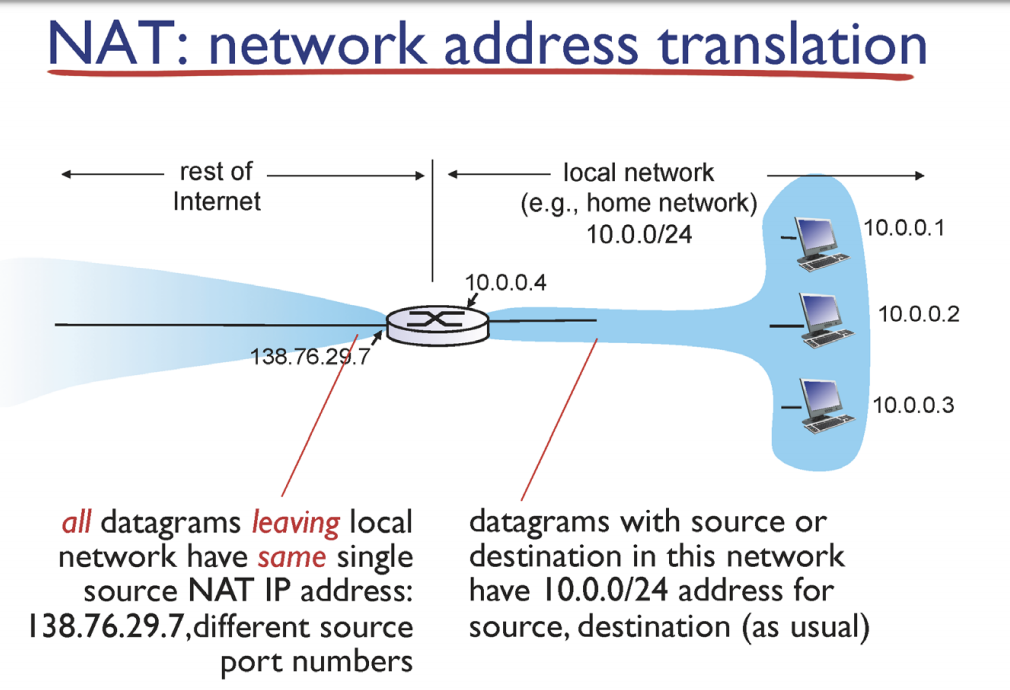 NAT: network address translation
rest of
Internet
local network
(e.g., home network)
10.0.0/24
10.0.0.1
10.0.0.4
10.0.0.2
138.76.29.7
10.0.0.3
all datagrams leaving local
network have same single
source NAT IP address:
138.76.29.7,different source
port numbers
datagrams with source or
destination in this network
have 10.0.0/24 address for
source, destination (as usual)